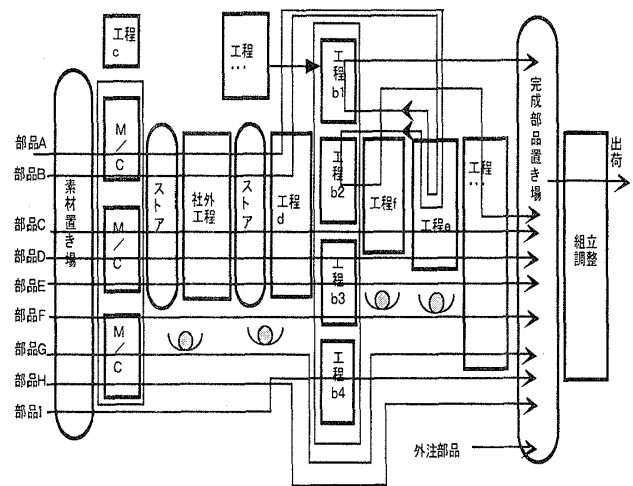 工程
c
工程
…
工程
b1
部品A
部品B
部品C
部品D
部品E
部品F
部品G
部品H
部品I
素材置き場
M/C
M/C
M/C
ストア
社外
工程
ストア
工程
d
工程
b2
工程
b3
工程
b4
工程f
工程e
工程
…
完成部品置き場
外注部品
組立
調整
出荷